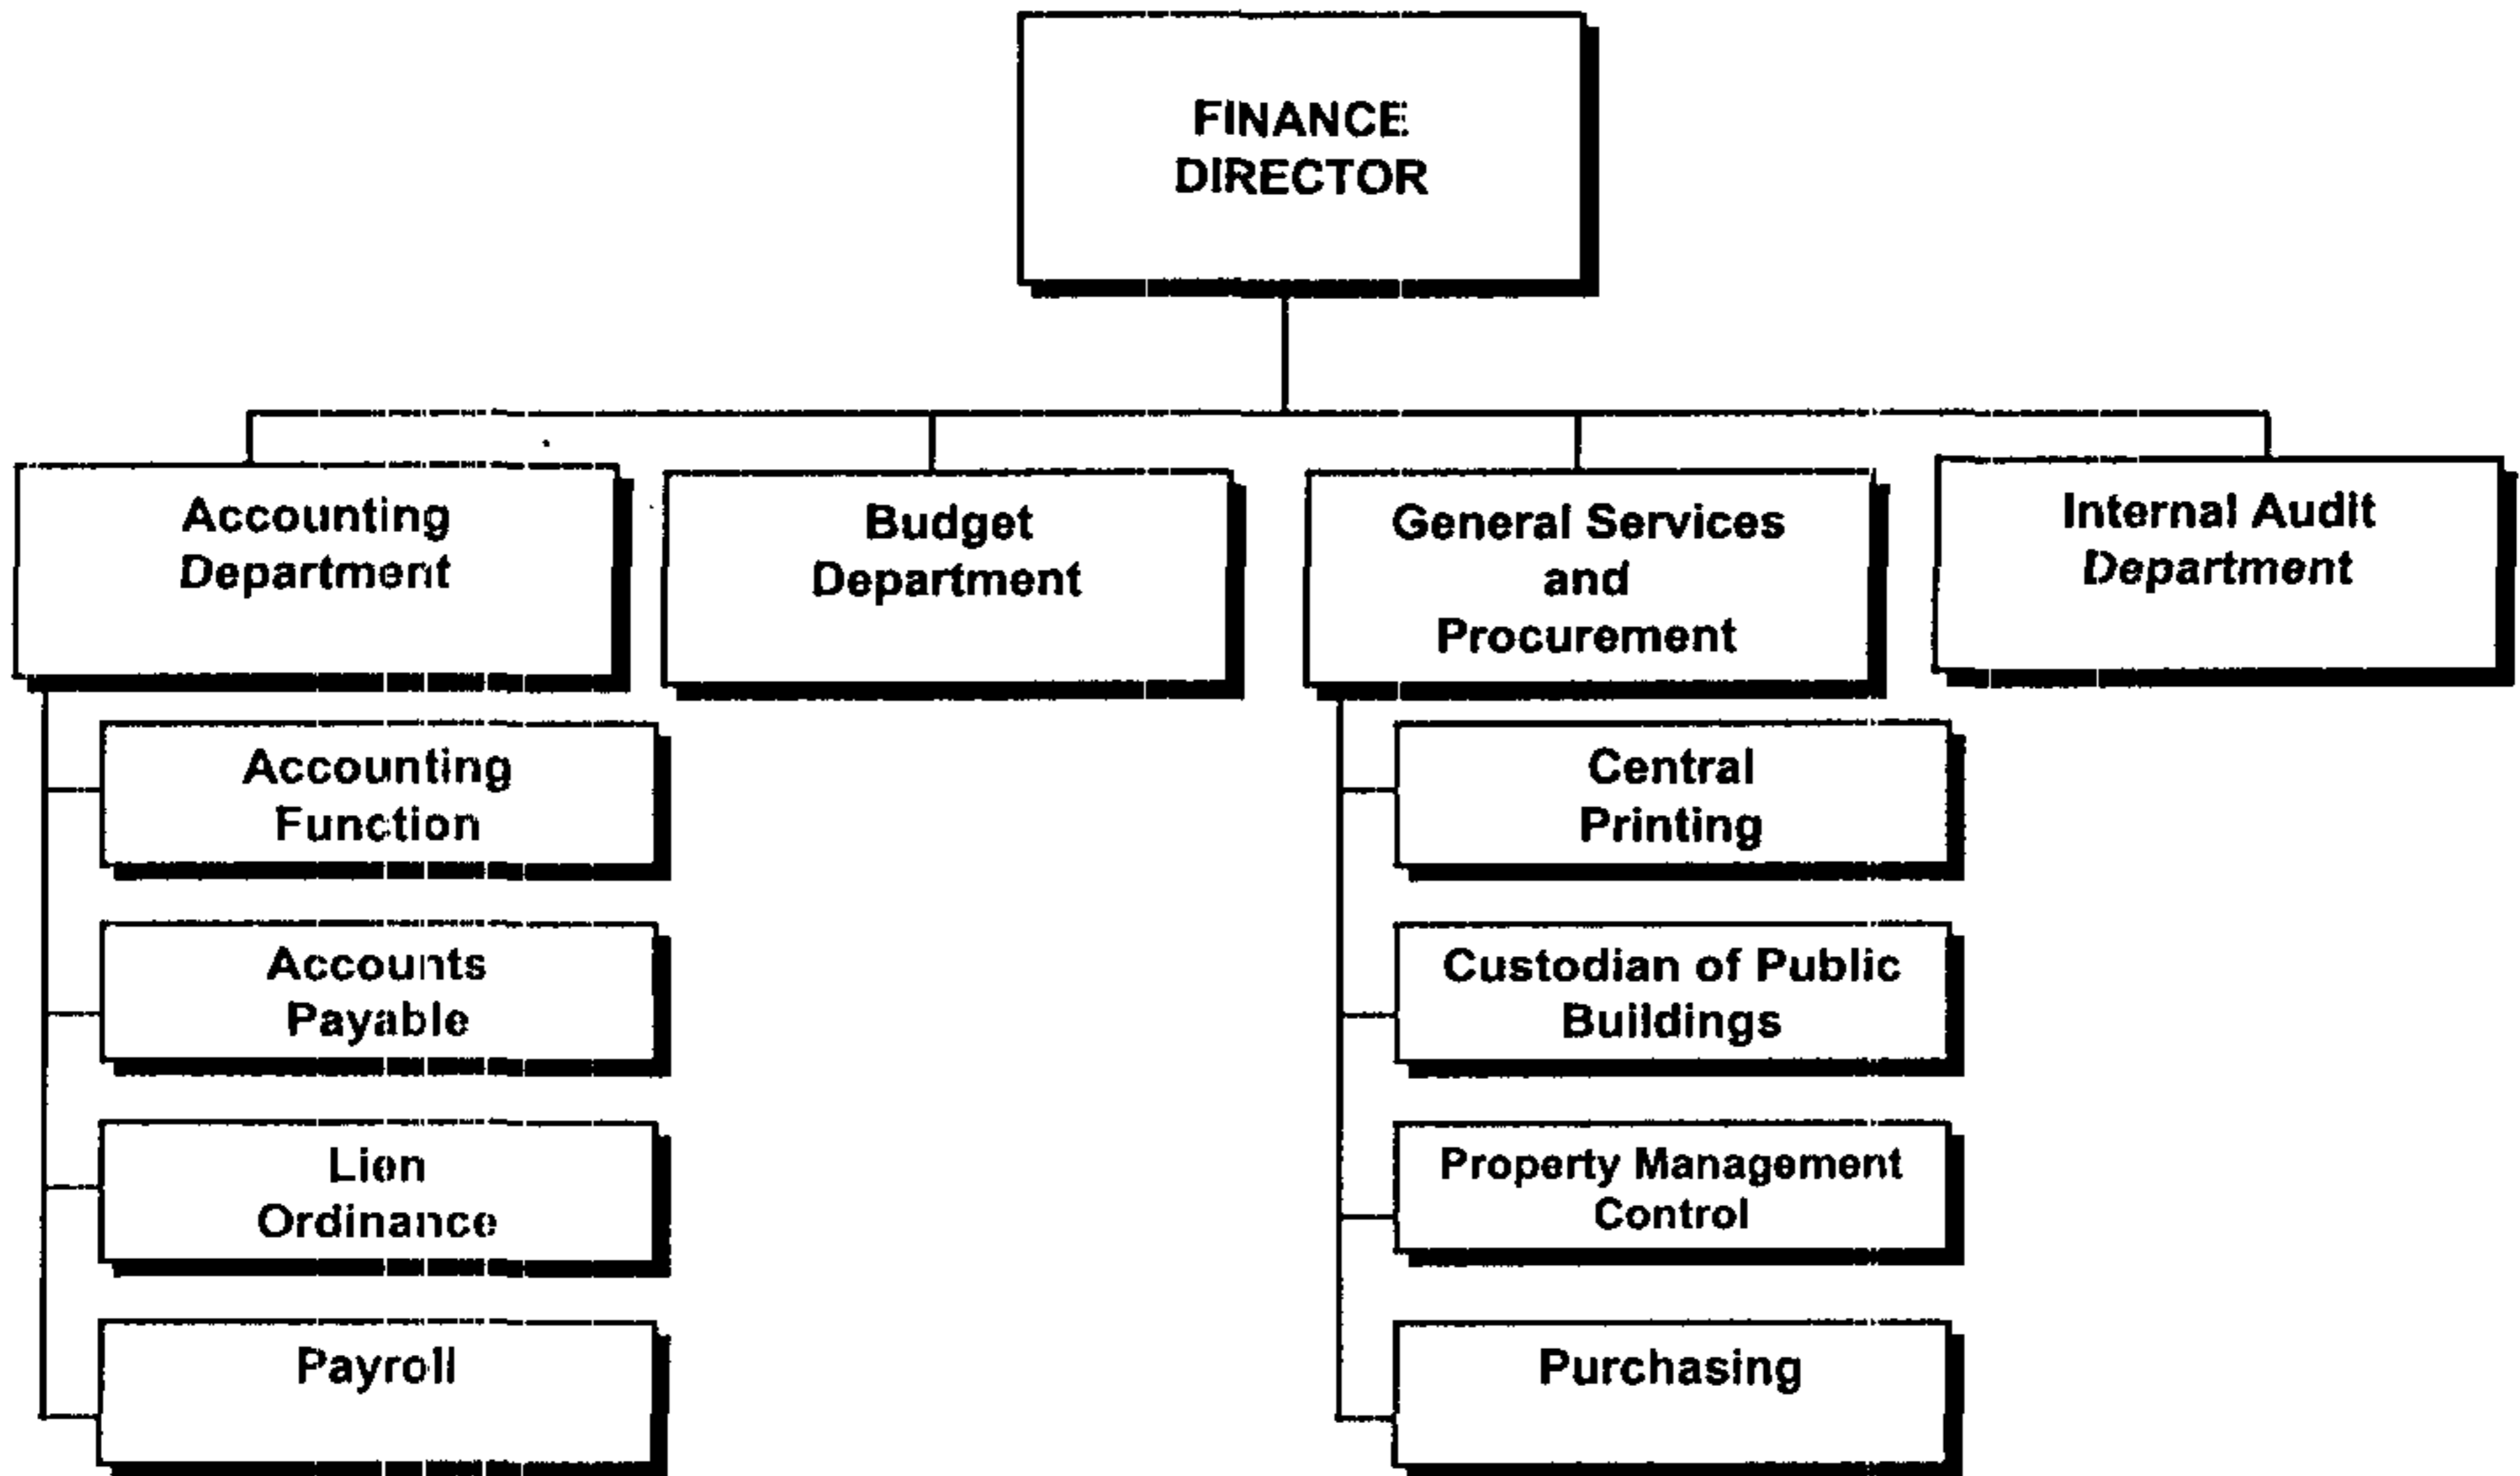 FINANCE
DIRECTOR
Accounting
Department
Budget
Department
General Services
and
Procurement
Internal Audit
Department
Accounting
Function
Accounts
Payable
Lien
Ordinance
Payroll
Central
Printing
Custodian of Public
Buildings
Property Management
Control
Purchasing